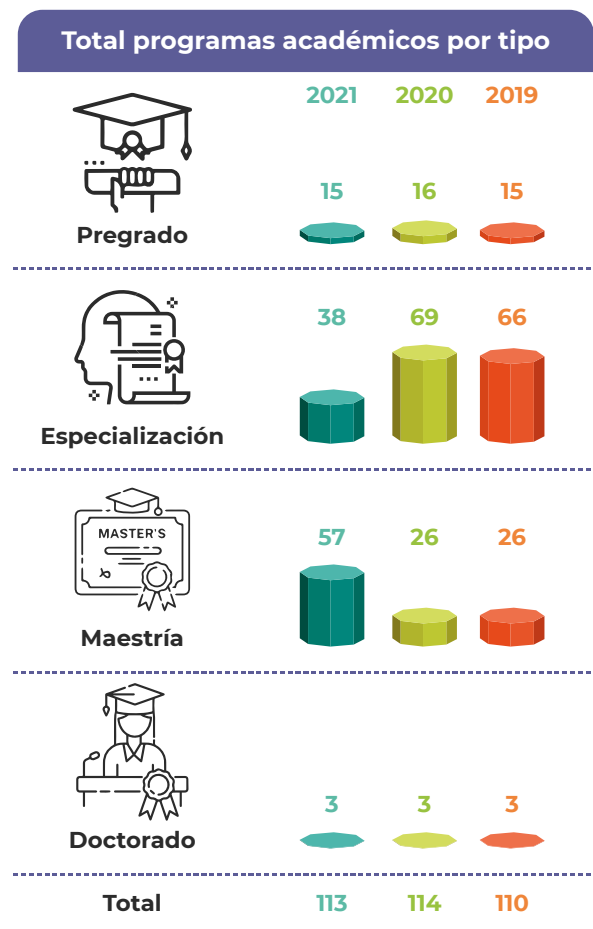 Total programas académicos por tipo
2021 2020 2019
15 16 15
Pregrado
38 69 66
Especialización
MASTER'S
57 26 26
Maestría
3 3 3
Doctorado
Total 113 114 110